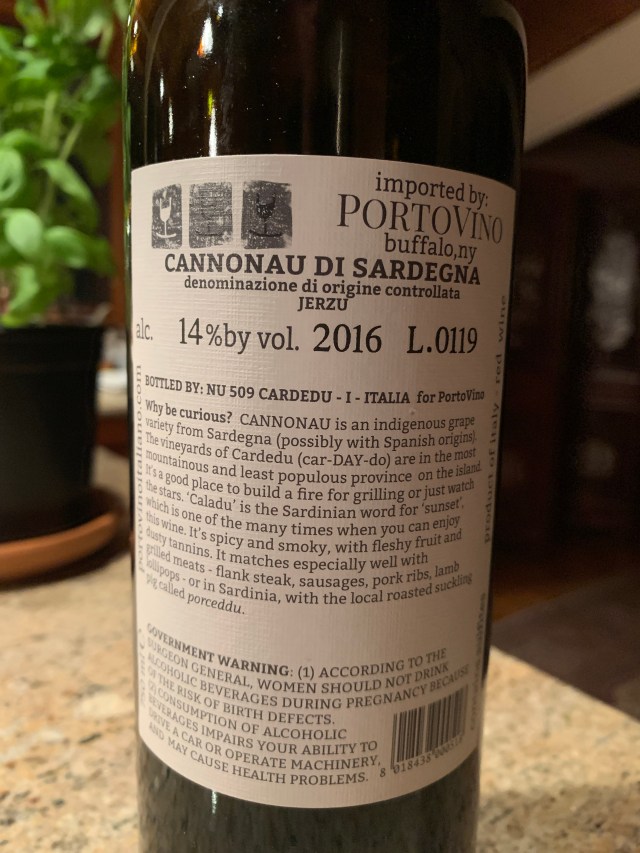 imported by:
PORTOVINO
buffalo,ny
CANNONAU DI SARDEGNA
denominazione di origine controllata
JERZU
alc. 14%by vol. 2016 L.0119
BOTTLED BY: NU 509 CARDEDU - I - ITALIA for PortoVino
Why be curious? CANNONAU is an indigenous grape
variety from Sardegna (possibly with Spanish origins).
The vineyards of Cardedu (car-DAY-do) are in the most
mountainous and least populous province on the island.
It's a good place to build a fire for grilling or just watch
the stars. 'Caladu' is the Sardinian word for 'sunset',
which is one of the many times when you can enjoy
this wine. It's spicy and smoky, with fleshy fruit and
dusty tannins. It matches especially well with
grilled meats - flank steak, sausages, pork ribs, lamb
lollipops - or in Sardinia, with the local roasted suckling
pig called porceddu.
GOVERNMENT WARNING: (1) ACCORDING TO THE
SURGEON GENERAL, WOMEN SHOULD NOT DRINK
ALCOHOLIC BEVERAGES DURING PREGNANCY BECAUSE
OF THE RISK OF BIRTH DEFECTS.
(2) CONSUMPTION OF ALCOHOLIC
BEVERAGES IMPAIRS YOUR ABILITY TO
DRIVE A CAR OR OPERATE MACHINERY,
AND MAY CAUSE HEALTH PROBLEMS.
portovinoitaliano.com
product of italy - red wine